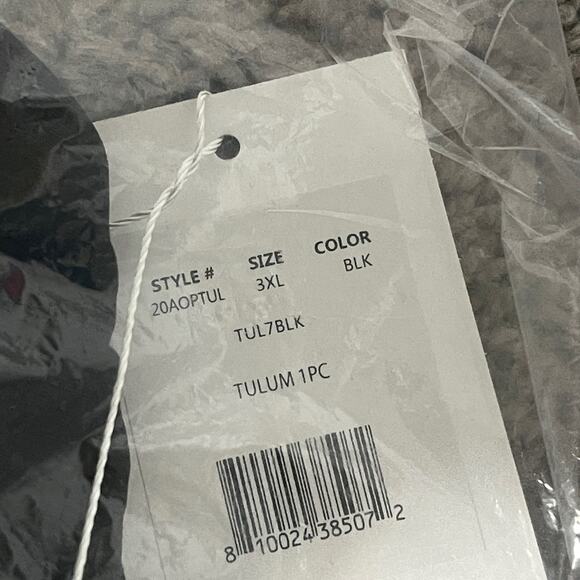 STYLE # SIZE COLOR
20AOPTUL 3XL BLK
TUL7BLK
TULUM 1PC
8 10024 38507 2